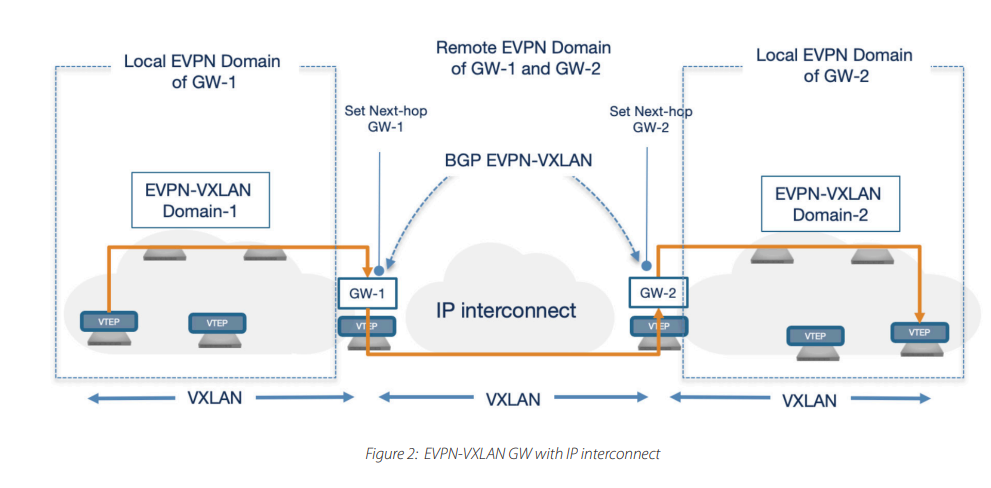 Local EVPN Domain
of GW-1
Remote EVPN Domain
of GW-1 and GW-2
Local EVPN Domain
of GW-2
Set Next-hop
GW-1
Set Next-hop
GW-2
BGP EVPN-VXLAN
EVPN-VXLAN
Domain-1
EVPN-VXLAN
Domain-2
GW-1
IP interconnect
GW-2
VTEP
VTEP
VTEP
VTEP
VTEP
VTEP
VXLAN
VXLAN
VXLAN
Figure 2: EVPN-VXLAN GW with IP interconnect